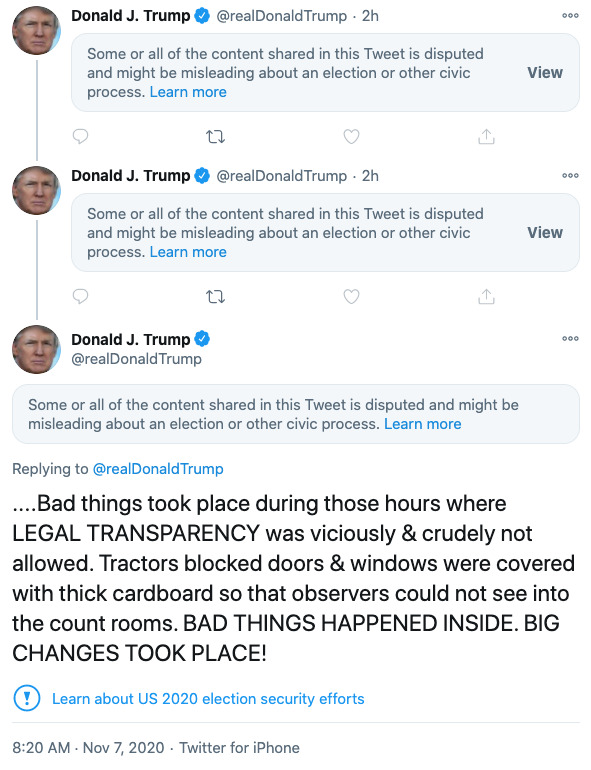 Donald J. Trump @realDonaldTrump · 2h
Some or all of the content shared in this Tweet is disputed
and might be misleading about an election or other civic
process. Learn more
View
Donald J. Trump @realDonaldTrump · 2h
Some or all of the content shared in this Tweet is disputed
and might be misleading about an election or other civic
process. Learn more
View
Donald J. Trump
@realDonaldTrump
Some or all of the content shared in this Tweet is disputed and might be
misleading about an election or other civic process. Learn more
Replying to @realDonaldTrump
....Bad things took place during those hours where
LEGAL TRANSPARENCY was viciously & crudely not
allowed. Tractors blocked doors & windows were covered
with thick cardboard so that observers could not see into
the count rooms. BAD THINGS HAPPENED INSIDE. BIG
CHANGES TOOK PLACE!
Learn about US 2020 election security efforts
8:20 AM · Nov 7, 2020 · Twitter for iPhone